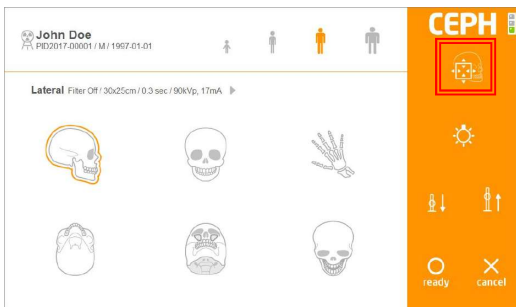 John Doe
PID2017-00001 / M / 1997-01-01
CEPH
Lateral Filter Off / 30x25cm / 0.3 sec / 90kVp, 17mA
ready
cancel